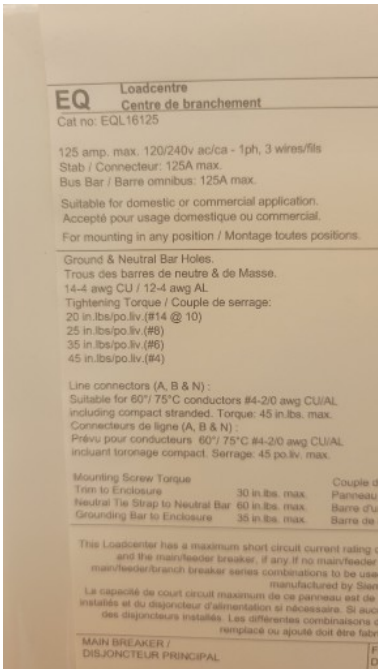 EQ
Loadcentre
Centre de branchement
Cat no: EQL16125
125 amp. max. 120/240v ac/ca - 1ph, 3 wires/fils
Stab / Connecteur: 125A max.
Bus Bar / Barre omnibus: 125A max.
Suitable for domestic or commercial application.
Accepté pour usage domestique ou commercial.
For mounting in any position / Montage toutes positions.
Ground & Neutral Bar Holes.
Trous des barres de neutre & de Masse.
14-4 awg CU / 12-4 awg AL
Tightening Torque / Couple de serrage:
20 in.lbs/po.liv.(#14 @ 10)
25 in.lbs/po.liv.(#8)
35 in.lbs/po.liv.(#6)
45 in.lbs/po.liv.(#4)
Line connectors (A, B & N) :
Suitable for 60°/ 75°C conductors #4-2/0 awg CU/AL
including compact stranded. Torque: 45 in.lbs. max.
Connecteurs de ligne (A, B & N) :
Prévu pour conducteurs 60°/ 75°C #4-2/0 awg CU/AL
incluant toronage compact. Serrage: 45 po.liv. max.
Mounting Screw Torque
Trim to Enclosure 30 in.lbs. max.
Neutral Tie Strap to Neutral Bar 60 in.lbs. max.
Grounding Bar to Enclosure 35 in.lbs. max.
Couple
Panneau
Barre
Barre de
This Loadcenter has a maximum short circuit current rating
and the main/feeder breaker, if any. If no main/feeder
main/feeder/branch breaker series combinations to be use
manufactured by
La capacité de court circuit maximum de ce panneau est de
installés et du disjoncteur d'alimentation si nécessaire. Si
des disjoncteurs installés. Les différentes combinaisons
remplacé ou ajouté doit être
MAIN BREAKER /
DISJONCTEUR PRINCIPAL